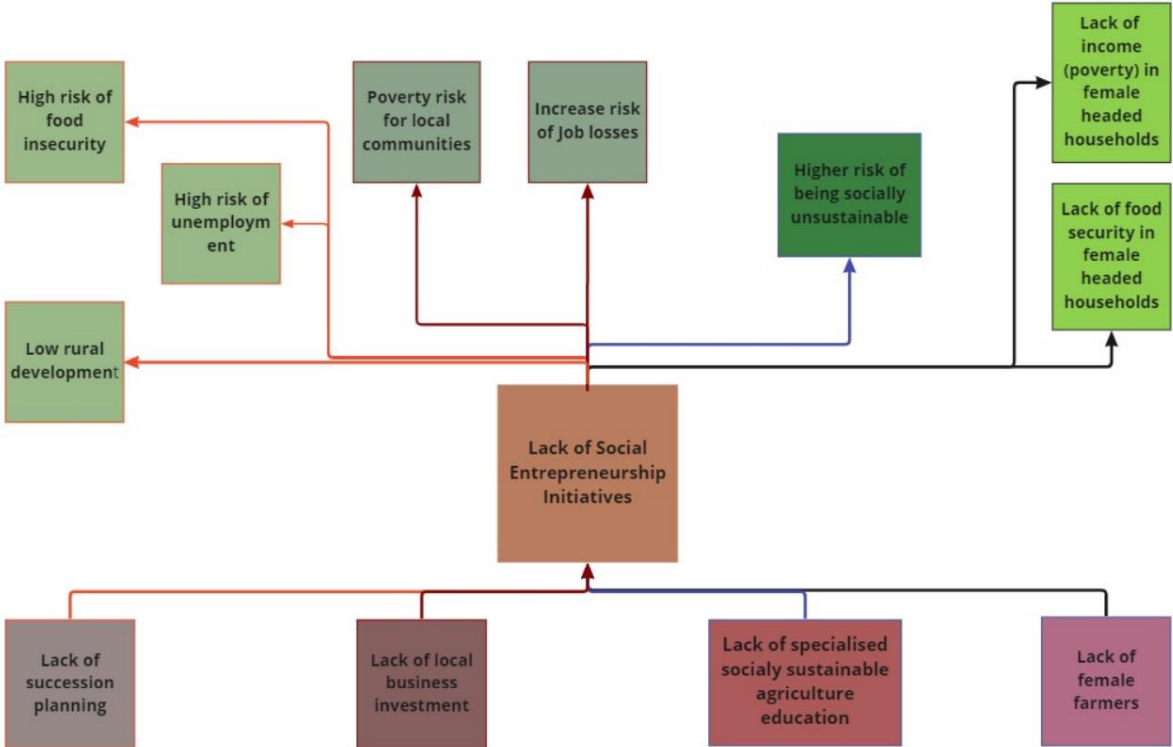 High risk of
food
insecurity
High risk of
unemploym
ent
Low rural
development
Poverty risk
for local
communities
Increase risk
of Job losses
Higher risk of
being socially
unsustainable
Lack of
income
(poverty) in
female
headed
households
Lack of food
security in
female
headed
households
Lack of Social
Entrepreneurship
Initiatives
Lack of
succession
planning
Lack of local
business
investment
Lack of specialised
socialy sustainable
agriculture
education
Lack of
female
farmers